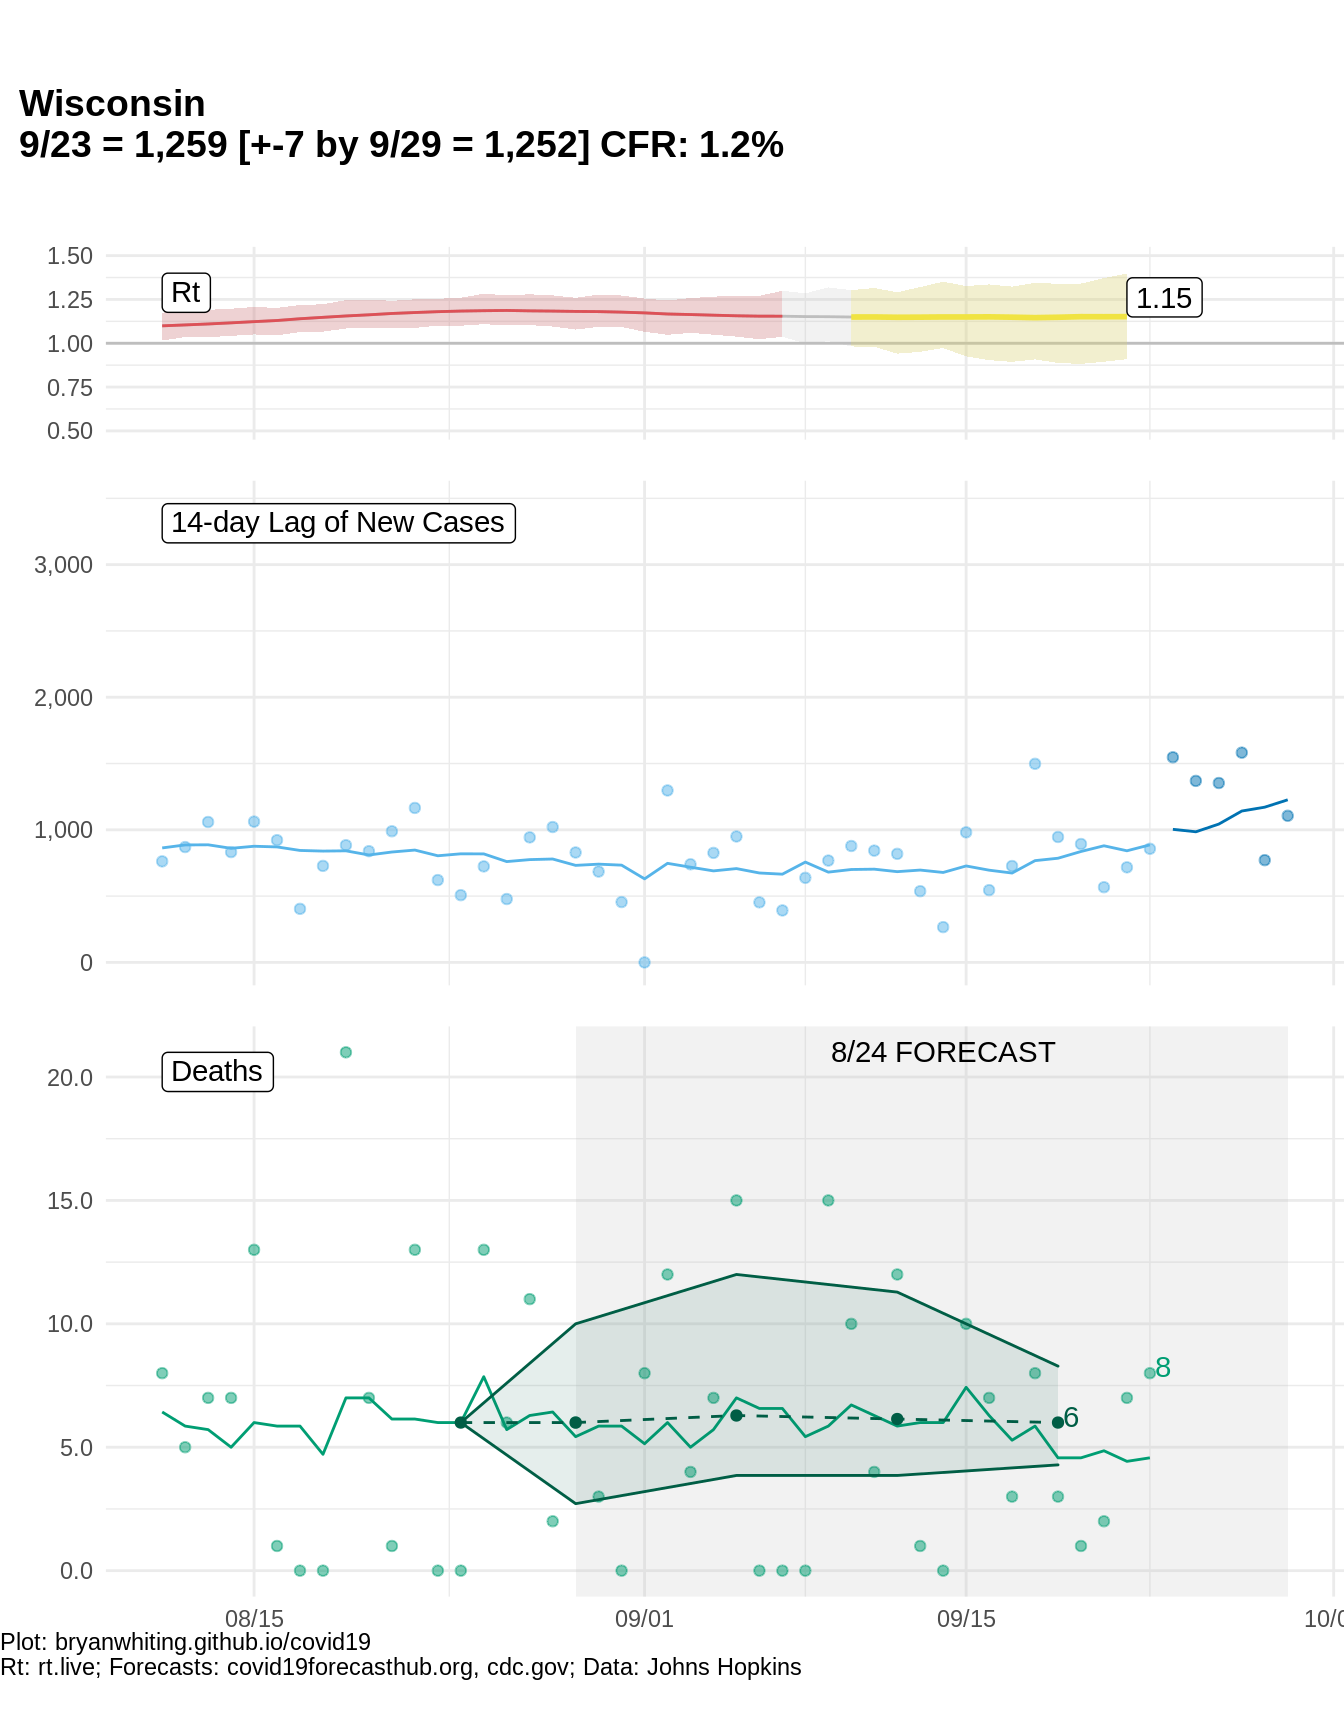 Wisconsin
9/23 = 1,259 [+-7 by 9/29 = 1,252] CFR: 1.2%
1.50
1.25
1.00
0.75
0.50
Rt
1.15
14-day Lag of New Cases
3,000
2,000
1,000
0
Deaths
8/24 FORECAST
20.0
15.0
10.0
5.0
0.0
8
6
08/15
09/01
09/15
Plot: bryanwhiting.github.io/covid19
Rt: rt.live; Forecasts: covid19forecasthub.org, cdc.gov; Data: Johns Hopkins